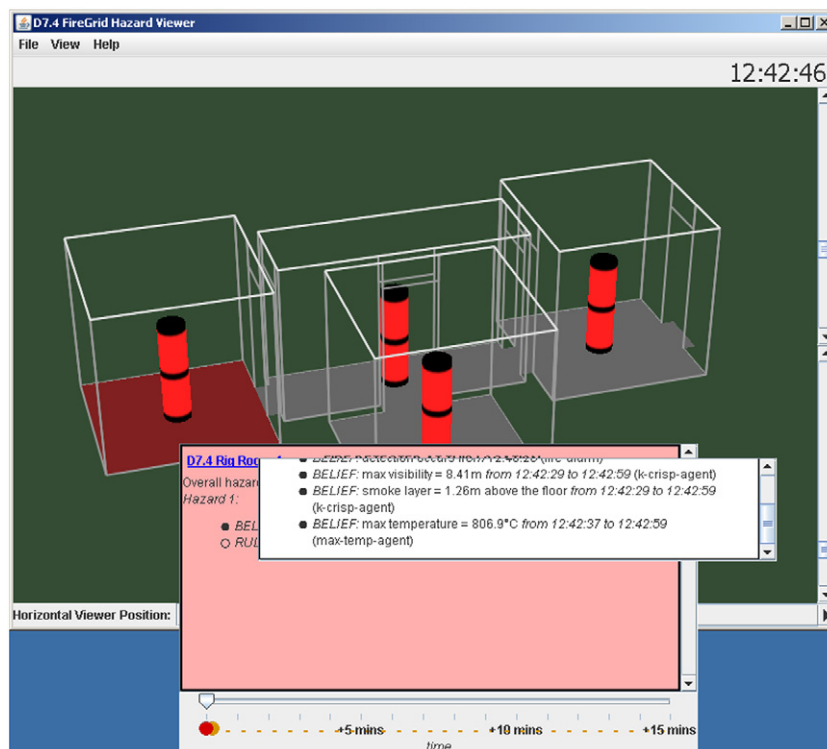 D7.4 FireGrid Hazard Viewer
File View Help
12:42:46
D7.4 Rig
BELIEF: max visibility = 8.41m from 12:42:29 to 12:42:59 (k-crisp-agent)
Overall hazar
BELIEF: smoke layer = 1.26m above the floor from 12:42:29 to 12:42:59
Hazard 1:
(k-crisp-agent)
BEL
BELIEF: max temperature = 806.9°C from 12:42:37 to 12:42:59
RUL
(max-temp-agent)
Horizontal Viewer Position:
+5 mins +10 mins +15 mins
time